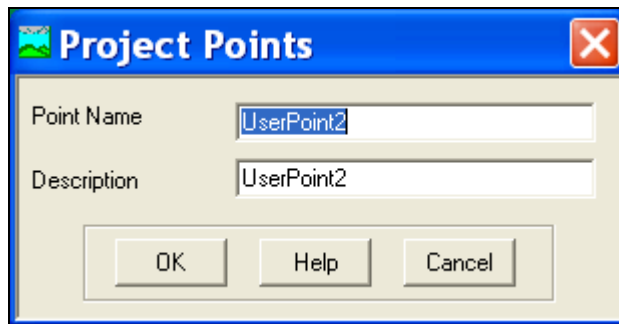 Project Points
Point Name UserPoint2
Description UserPoint2
OK Help Cancel